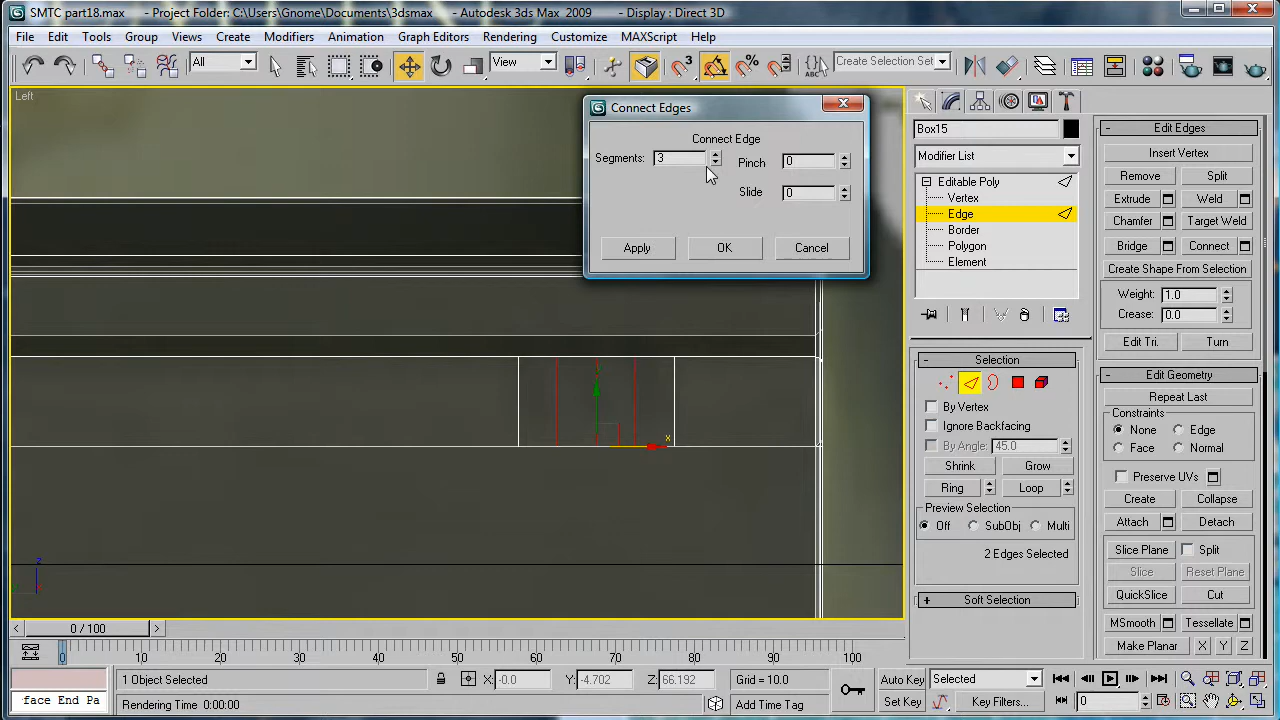 SMTC part18.max - Project Folder: C:\Users\Gnome\Documents\3dsmax - Autodesk 3ds Max 2009 - Display : Direct 3D
File Edit Tools Group Views Create Modifiers Animation Graph Editors Rendering Customize MAXScript Help
All View 3 % ABC Create Selection Set
Left
Connect Edges
Connect Edge
Segments: 3 Pinch 0
Slide 0
Apply OK Cancel
x
z
Box15
Modifier List
Editable Poly
Vertex
Edge
Border
Polygon
Element
Selection
By Vertex
Ignore Backfacing
By Angle: 45.0
Shrink Grow
Ring Loop
Preview Selection
Off SubObj Multi
2 Edges Selected
Soft Selection
Edit Edges
Insert Vertex
Remove Split
Extrude Weld
Chamfer Target Weld
Bridge Connect
Create Shape From Selection
Weight: 1.0
Crease: 0.0
Edit Tri. Turn
Edit Geometry
Repeat Last
Constraints
None Edge
Face Normal
Preserve UVs
Create Collapse
Attach Detach
Slice Plane Split
Slice Reset Plane
QuickSlice Cut
MSmooth Tessellate
Make Planar X Y Z
0 / 100
0 10 20 30 40 50 60 70 80 90 100
1 Object Selected X -0.0 Y -4.702 Z 66.192 Grid = 10.0 Auto Key Selected
face End Pa Rendering Time 0:00:00 Add Time Tag Set Key Key Filters... 0